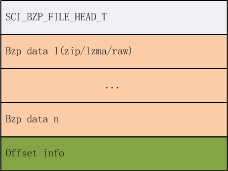 SCI_BZP_FILE_HEAD_T
Bzp data 1(zip/lzma/raw)
...
Bzp data n
Offset info